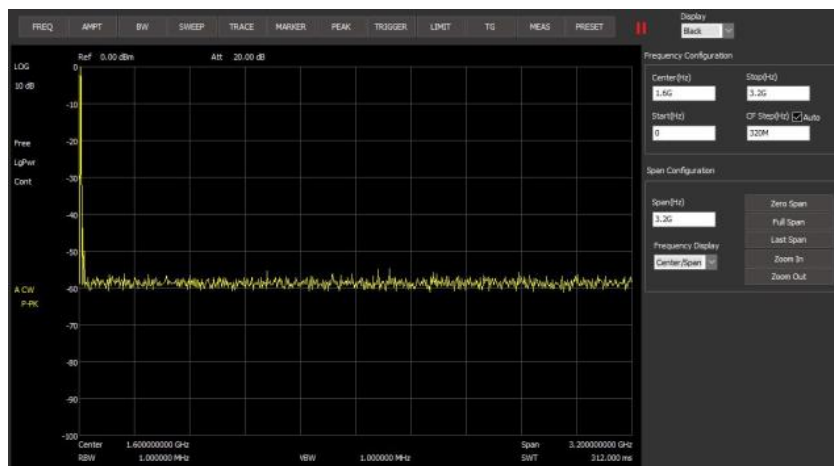 FREQ AMPT BW SWEEP TRACE MARKER PEAK TRIGGER LIMIT TG MEAS PRESET
Display
Black
Ref 0.00 dBm Att 20.00 dB
LOG
10 dB
Free
LgPwr
Cont
A CW
P-PK
0
-10
-20
-30
-40
-50
-60
-70
-80
-90
-100
Center 1.600000000 GHz Span 3.200000000 GHz
RBW 1.000000 MHz VBW 1.000000 MHz SWT 312.000 ms
Frequency Configuration
Center(Hz) Stop(Hz)
1.6G 3.2G
Start(Hz) CF Step(Hz) Auto
0 320M
Span Configuration
Span(Hz)
3.2G
Frequency Display
Center/Span
Zero Span
Full Span
Last Span
Zoom In
Zoom Out